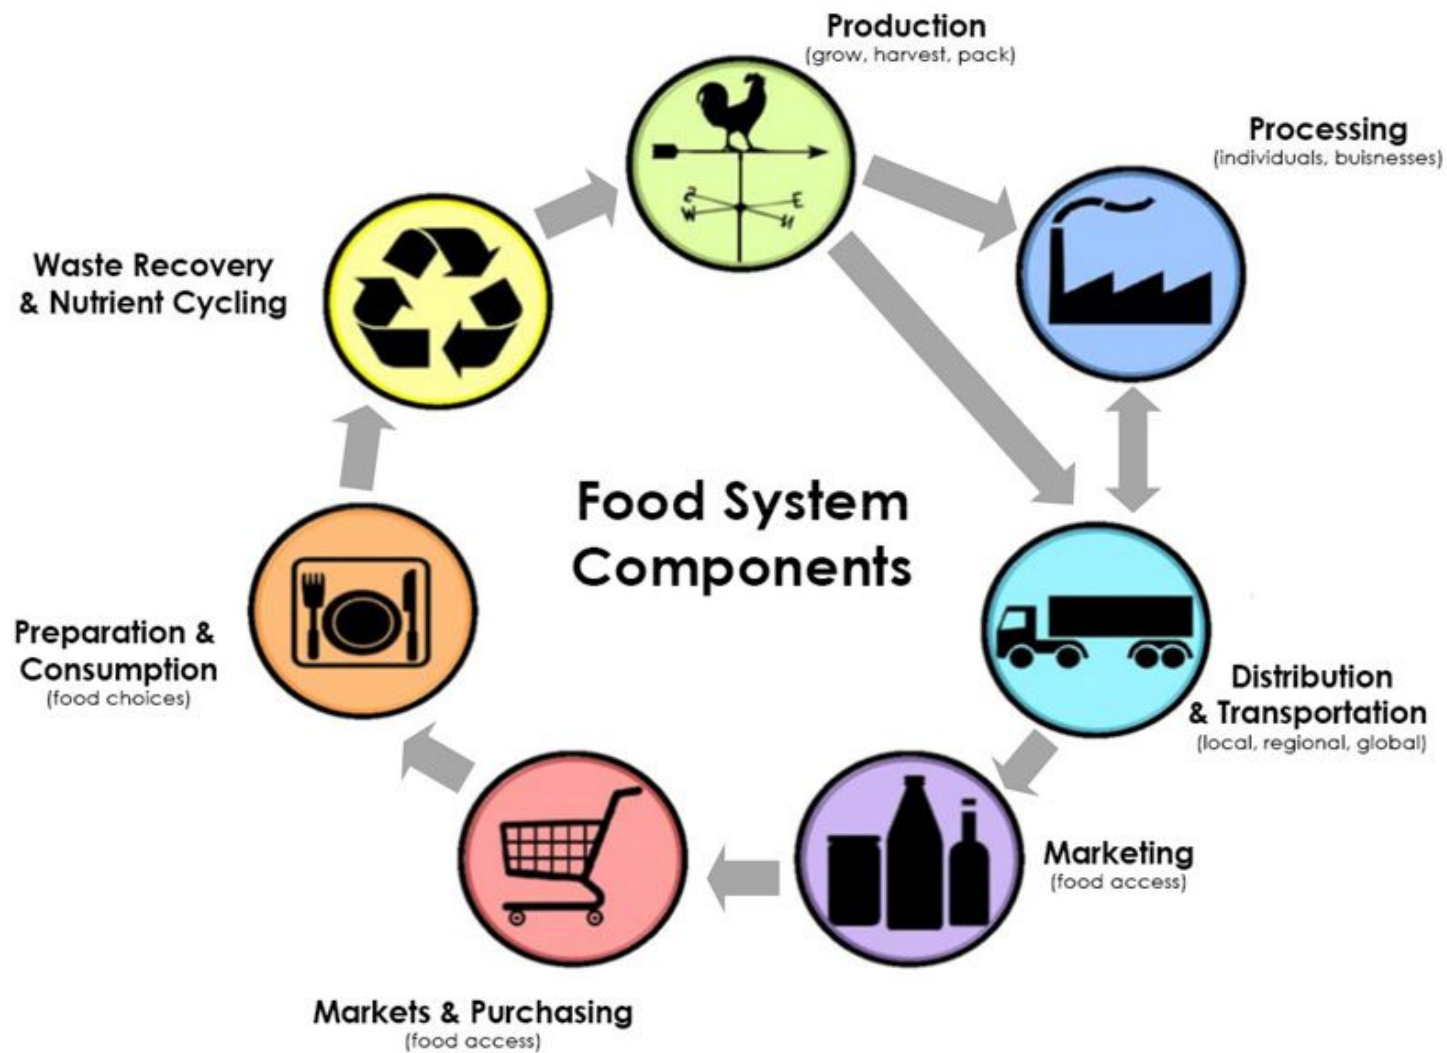 Production
(grow, harvest, pack)
Processing
(individuals, buisnesses)
S
E
W
N
Waste Recovery
& Nutrient Cycling
Food System
Components
Preparation &
Consumption
(food choices)
Distribution
& Transportation
(local, regional, global)
Marketing
(food access)
Markets & Purchasing
(food access)